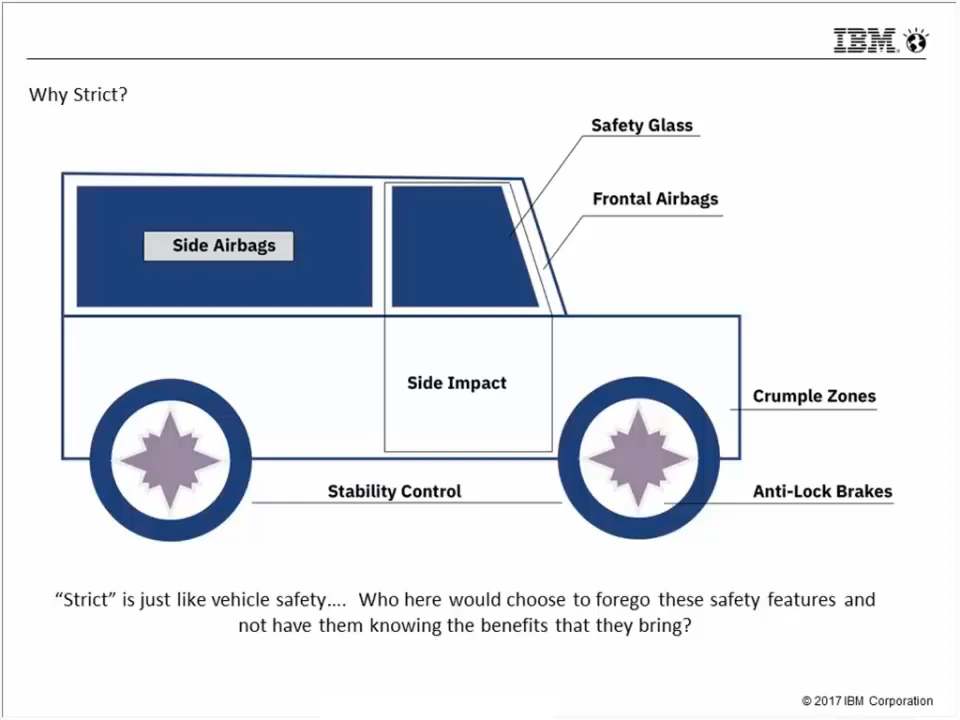 IBM
Why Strict?
Safety Glass
Frontal Airbags
Side Airbags
Side Impact
Crumple Zones
Stability Control
Anti-Lock Brakes
“Strict” is just like vehicle safety.... Who here would choose to forego these safety features and
not have them knowing the benefits that they bring?
© 2017 IBM Corporation